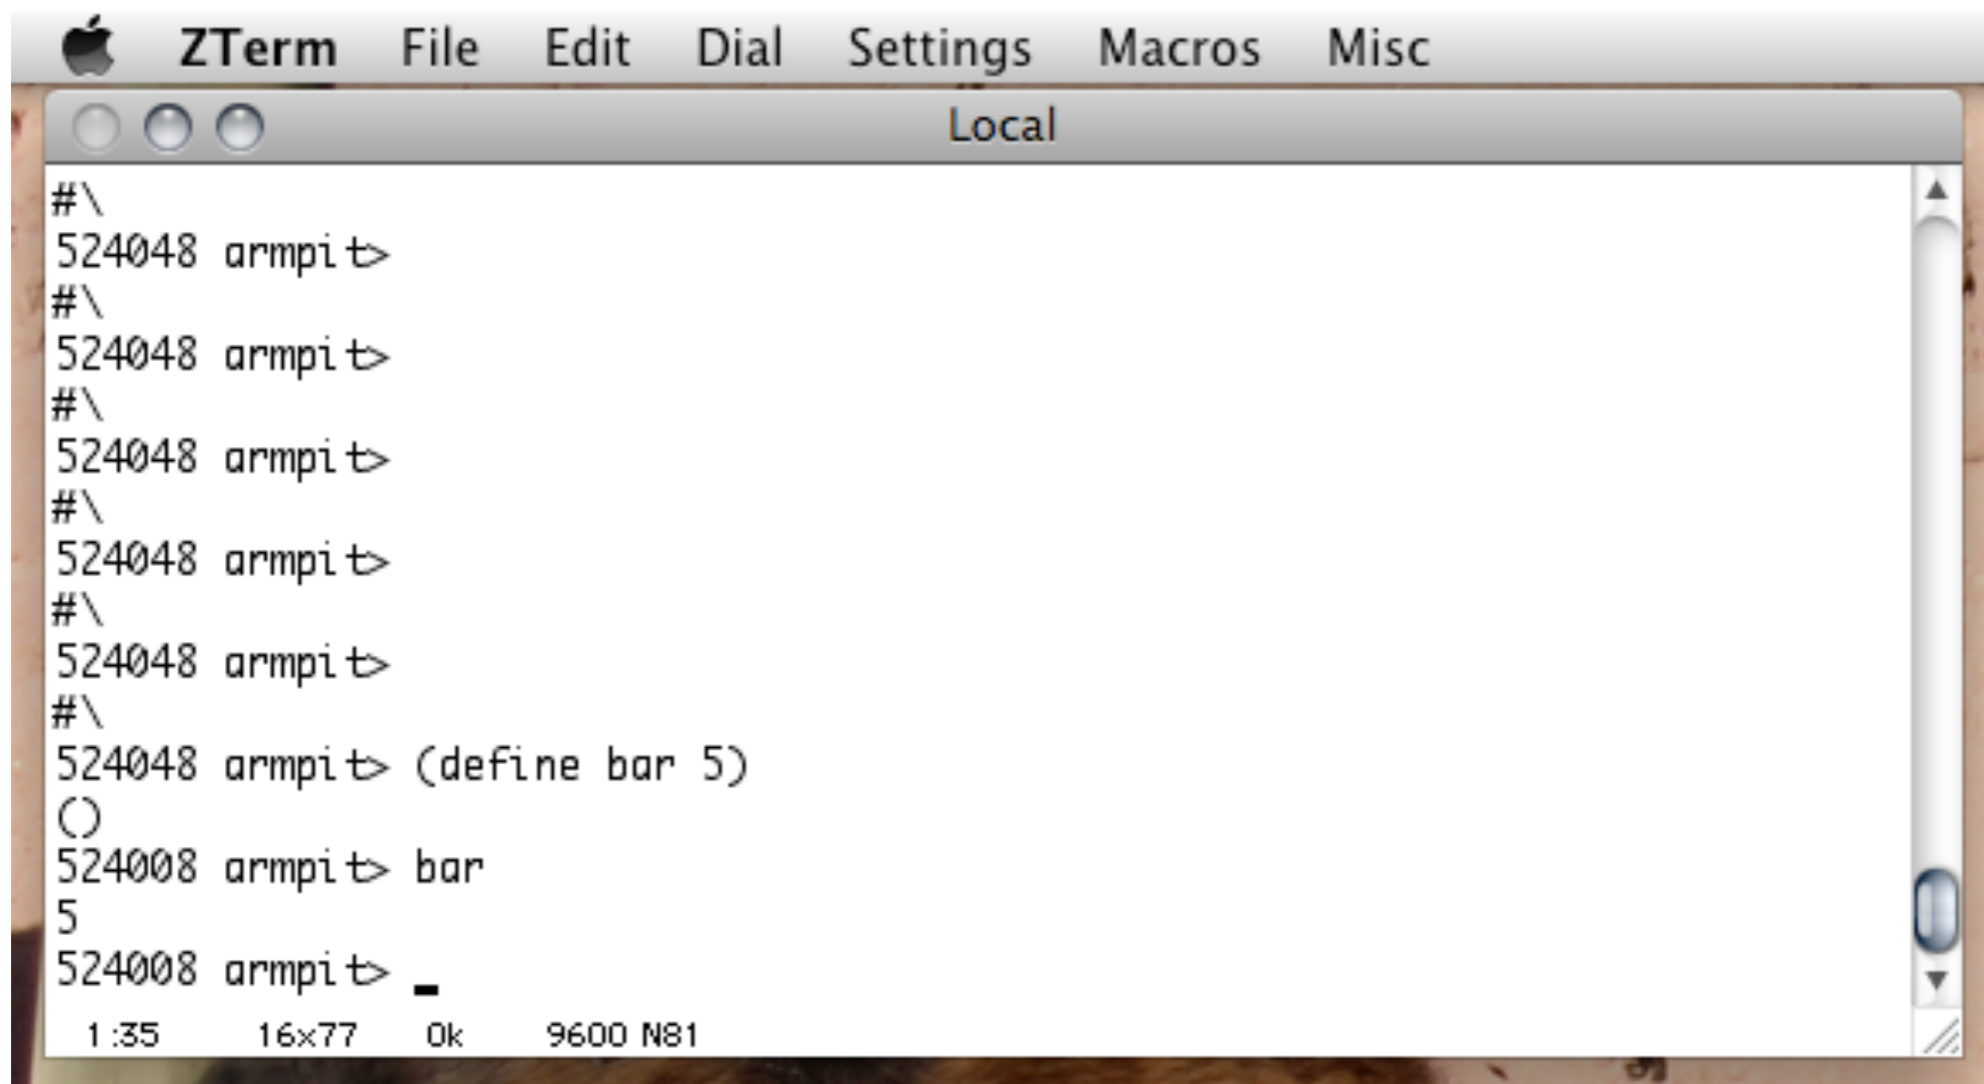 ZTerm File Edit Dial Settings Macros Misc
Local
#\
524048 armpit>
#\
524048 armpit>
#\
524048 armpit>
#\
524048 armpit>
#\
524048 armpit>
#\
524048 armpit> (define bar 5)
()
524008 armpit> bar
5
524008 armpit> _
1:35 16x77 Ok 9600 N81